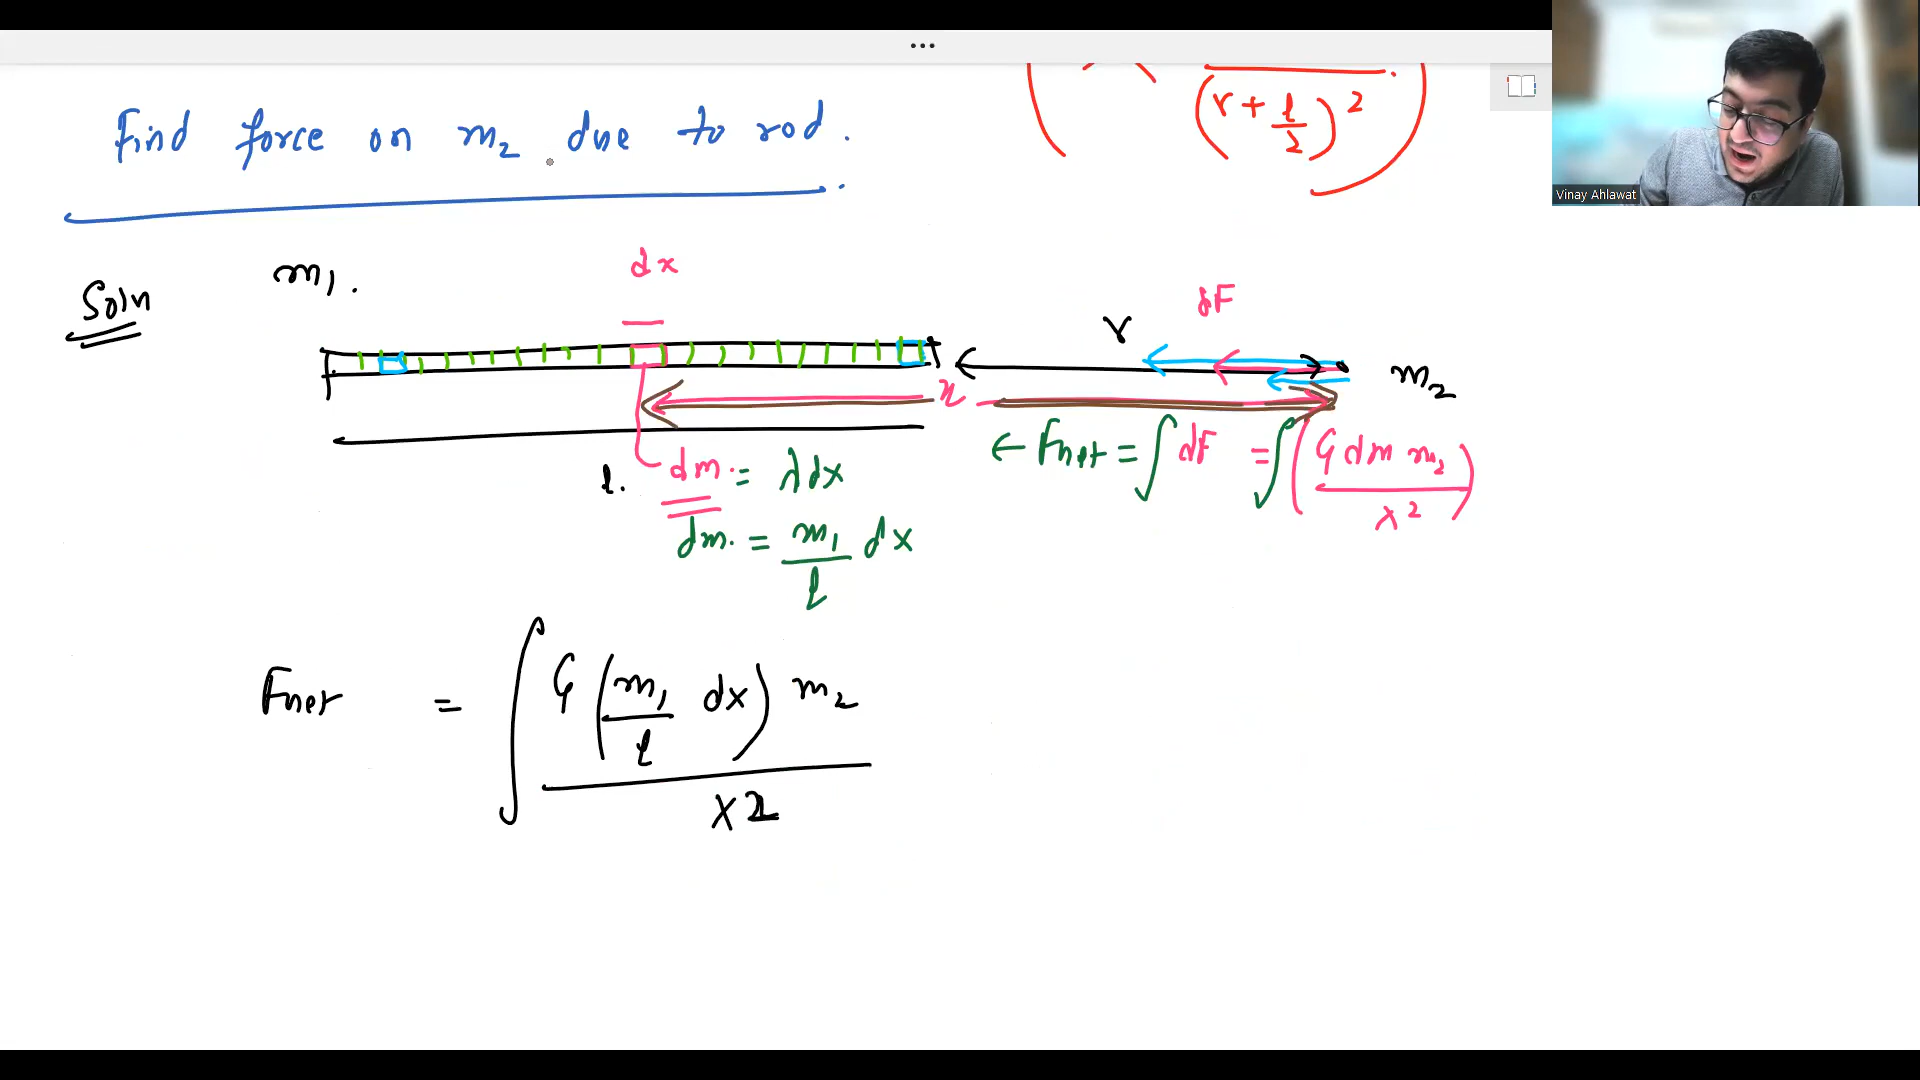 ...
(r + l/2)^2
Find force on m₂ due to rod.
Vinay Ahlawat
Soln
m₁.
dx
r
dF
m₂
x
l.
dm. = λdx
← Fnet = ∫ dF = ∫ (G dm m₂ / x²)
dm. = m₁/l dx
Fnet = ∫ G (m₁/l dx) m₂ / x²